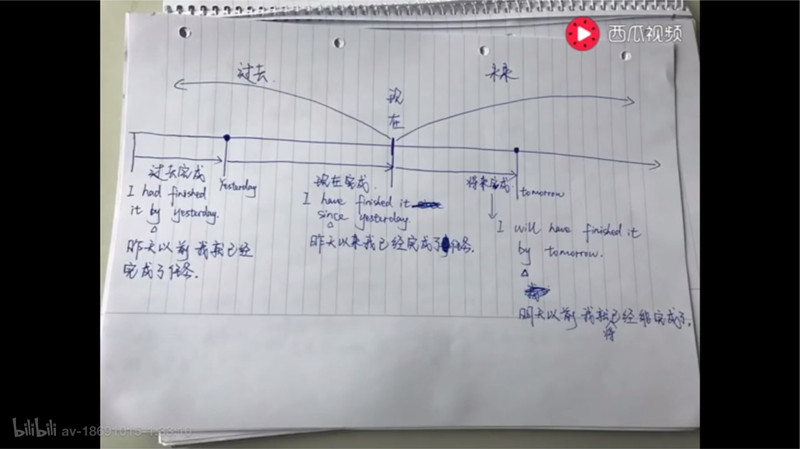 西瓜视频
过去
未来
现
在
过去完成
yesterday
现在完成
将来完成
tomorrow
I had finished
it by yesterday.
I have finished it
since yesterday.
I will have finished it
by tomorrow.
昨天以前我就已经
完成了任务.
昨天以来我已经完成了任务.
明天以前我就已经能完成了.
将
bilibili av-18691013